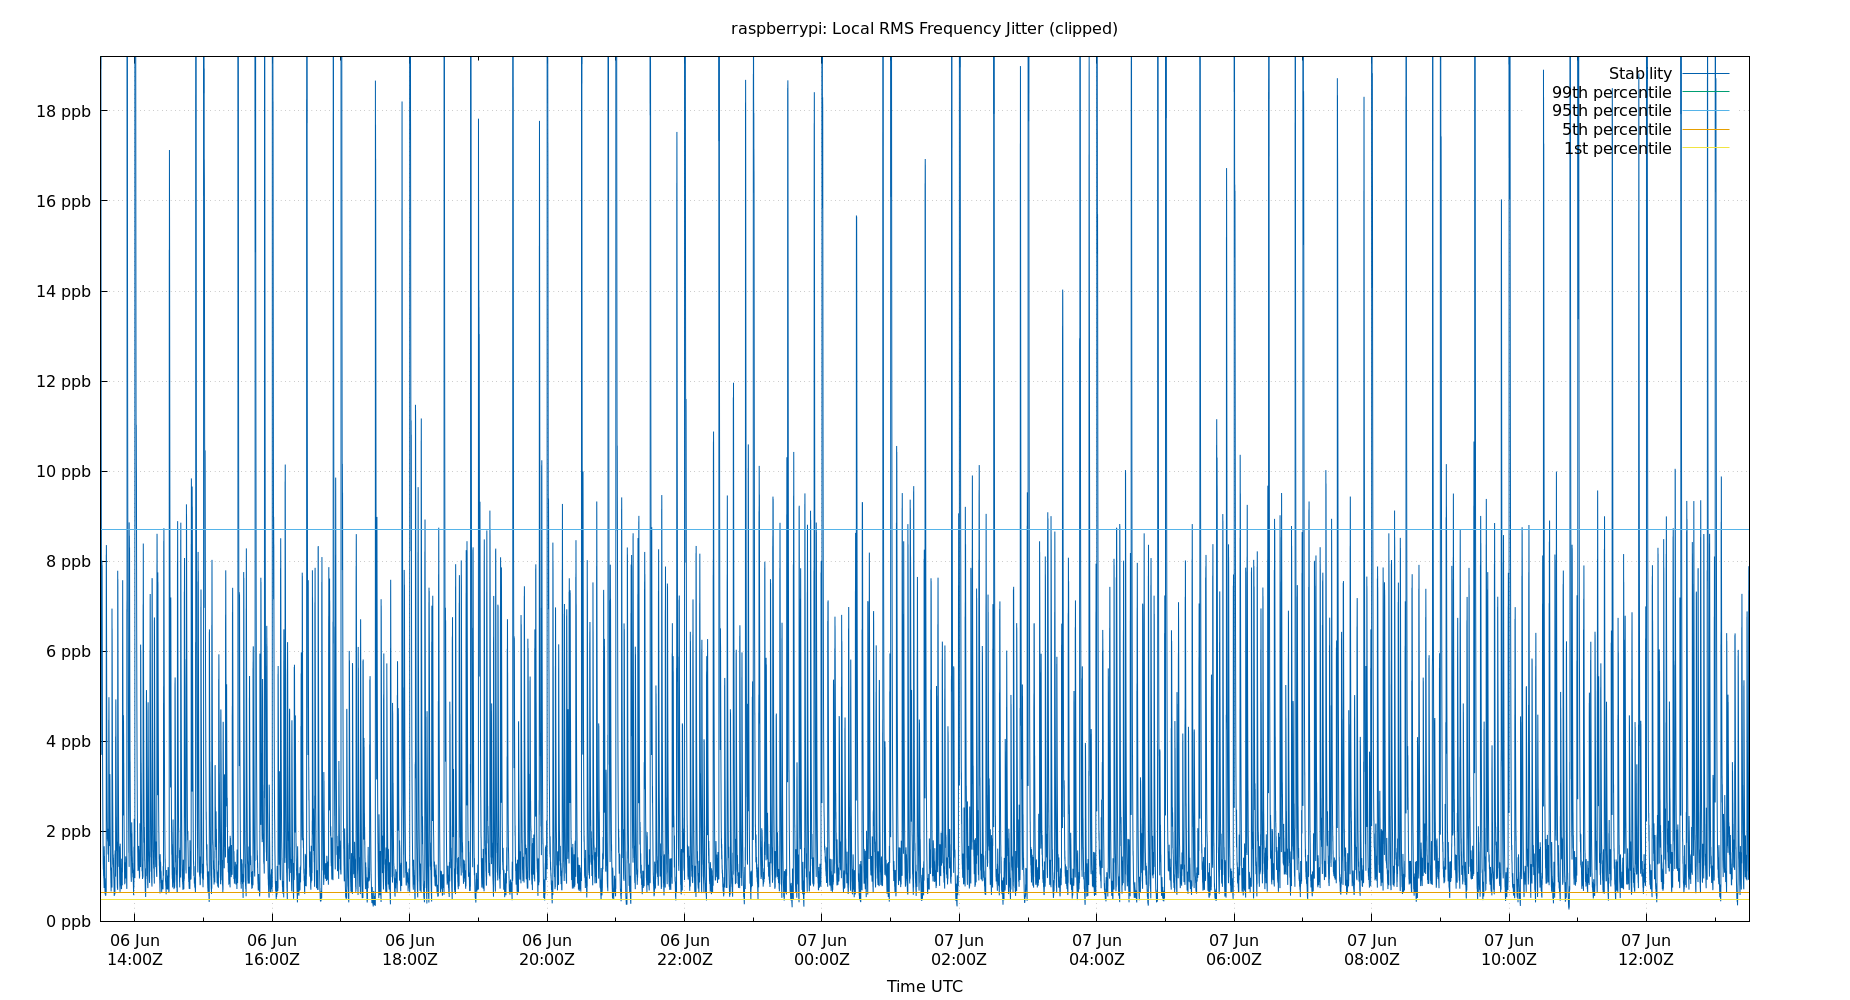 raspberrypi: Local RMS Frequency Jitter (clipped)
Stability
99th percentile
95th percentile
5th percentile
1st percentile
18 ppb
16 ppb
14 ppb
12 ppb
10 ppb
8 ppb
6 ppb
4 ppb
2 ppb
0 ppb
06 Jun 06 Jun 06 Jun 06 Jun 06 Jun 07 Jun 07 Jun 07 Jun 07 Jun 07 Jun 07 Jun 07 Jun
14:00Z 16:00Z 18:00Z 20:00Z 22:00Z 00:00Z 02:00Z 04:00Z 06:00Z 08:00Z 10:00Z 12:00Z
Time UTC